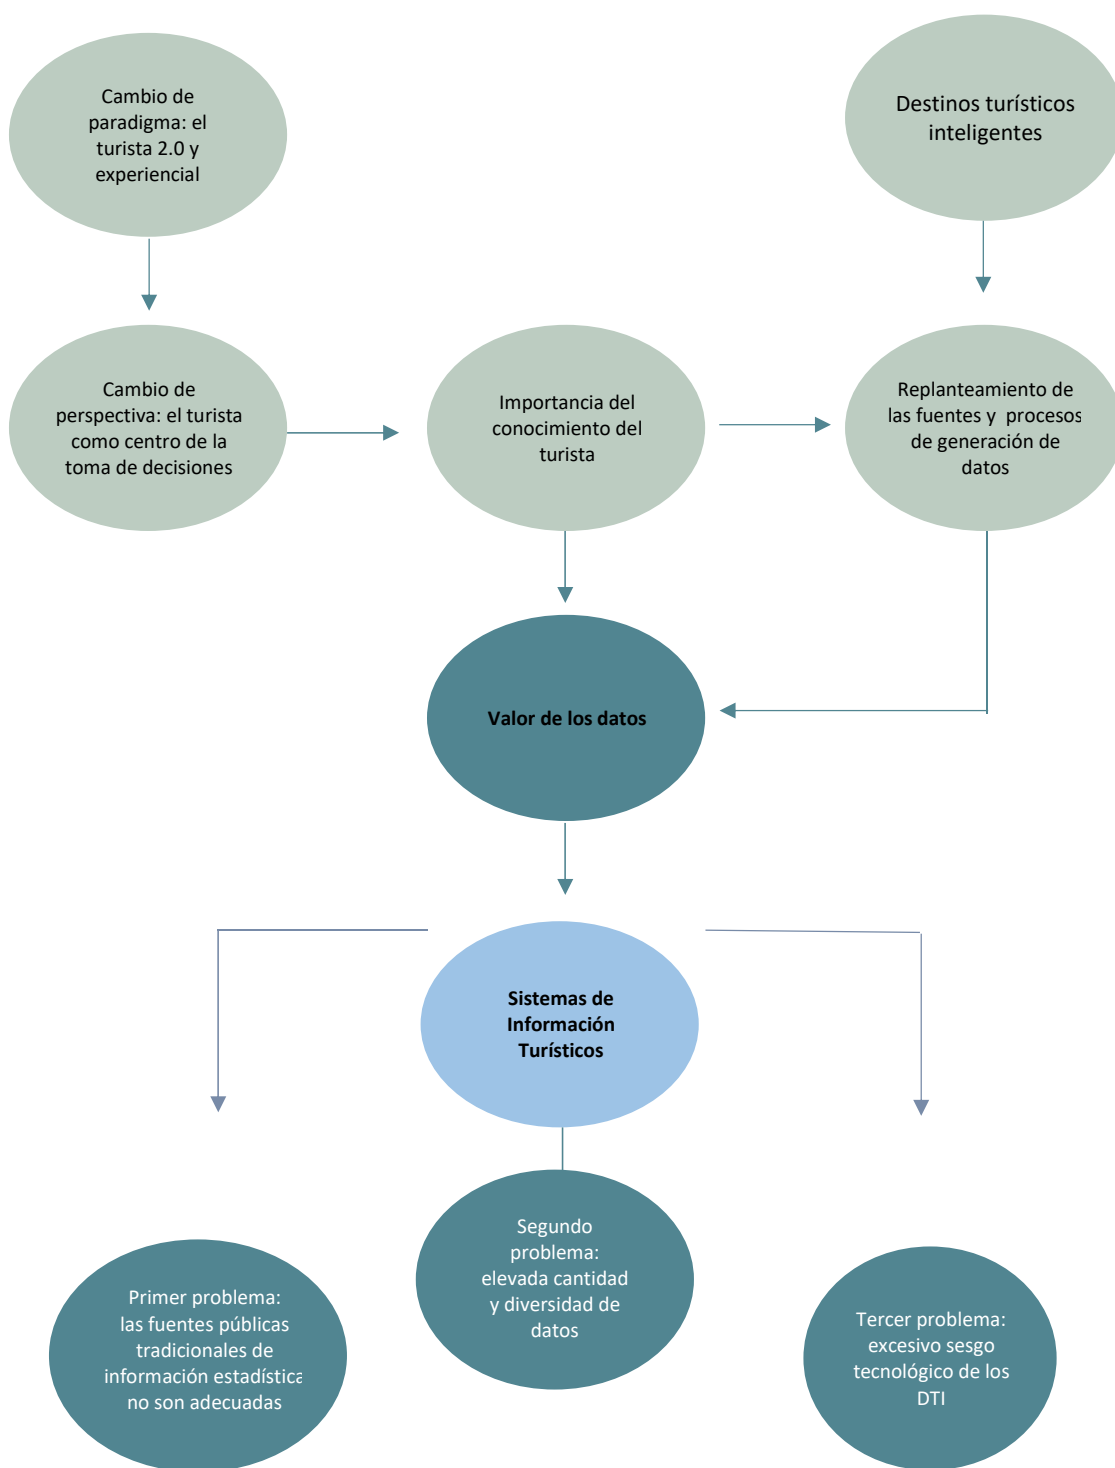 Cambio de
paradigma: el
turista 2.0 y
experiencial
Destinos turísticos
inteligentes
Cambio de
perspectiva: el turista
como centro de la
toma de decisiones
Importancia del
conocimiento del
turista
Replanteamiento de
las fuentes y procesos
de generación de
datos
Valor de los datos
Sistemas de
Información
Turísticos
Segundo
problema:
elevada cantidad
y diversidad de
datos
Primer problema:
las fuentes públicas
tradicionales de
información estadística
no son adecuadas
Tercer problema:
excesivo sesgo
tecnológico de los
DTI